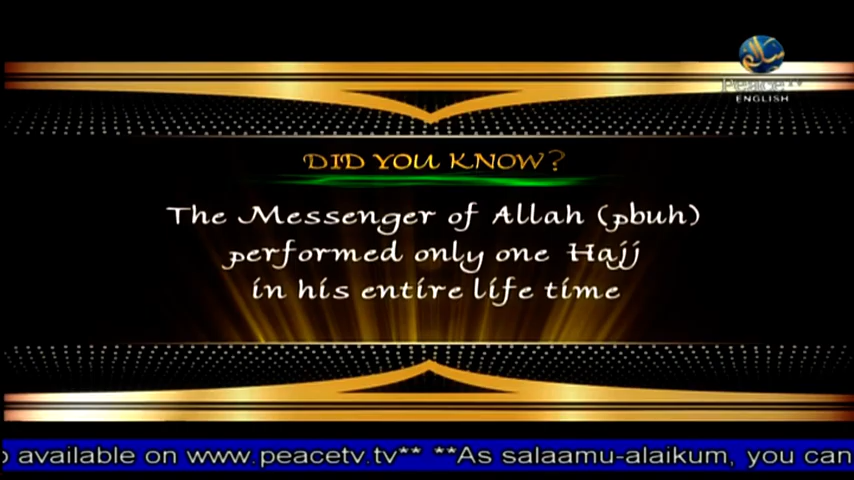 سلام
Peace TV
ENGLISH
DID YOU KNOW?
The Messenger of Allah (pbuh)
performed only one Hajj
in his entire life time
o available on www.peacetv.tv** **As salaamu-alaikum, you can